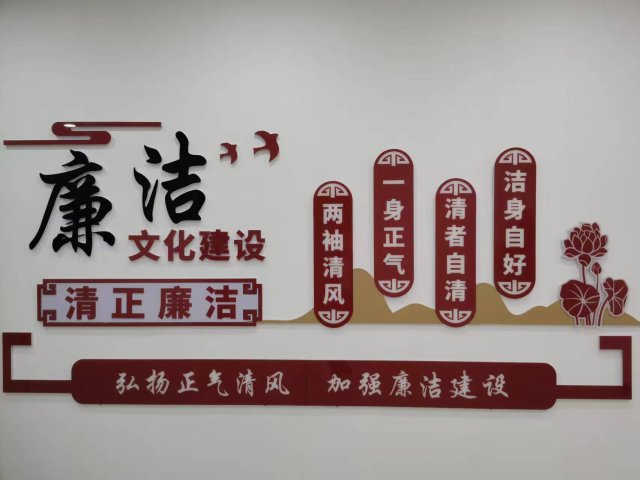 廉洁
文化建设
清正廉洁
两袖清风
一身正气
清者自清
洁身自好
弘扬正气清风 加强廉洁建设